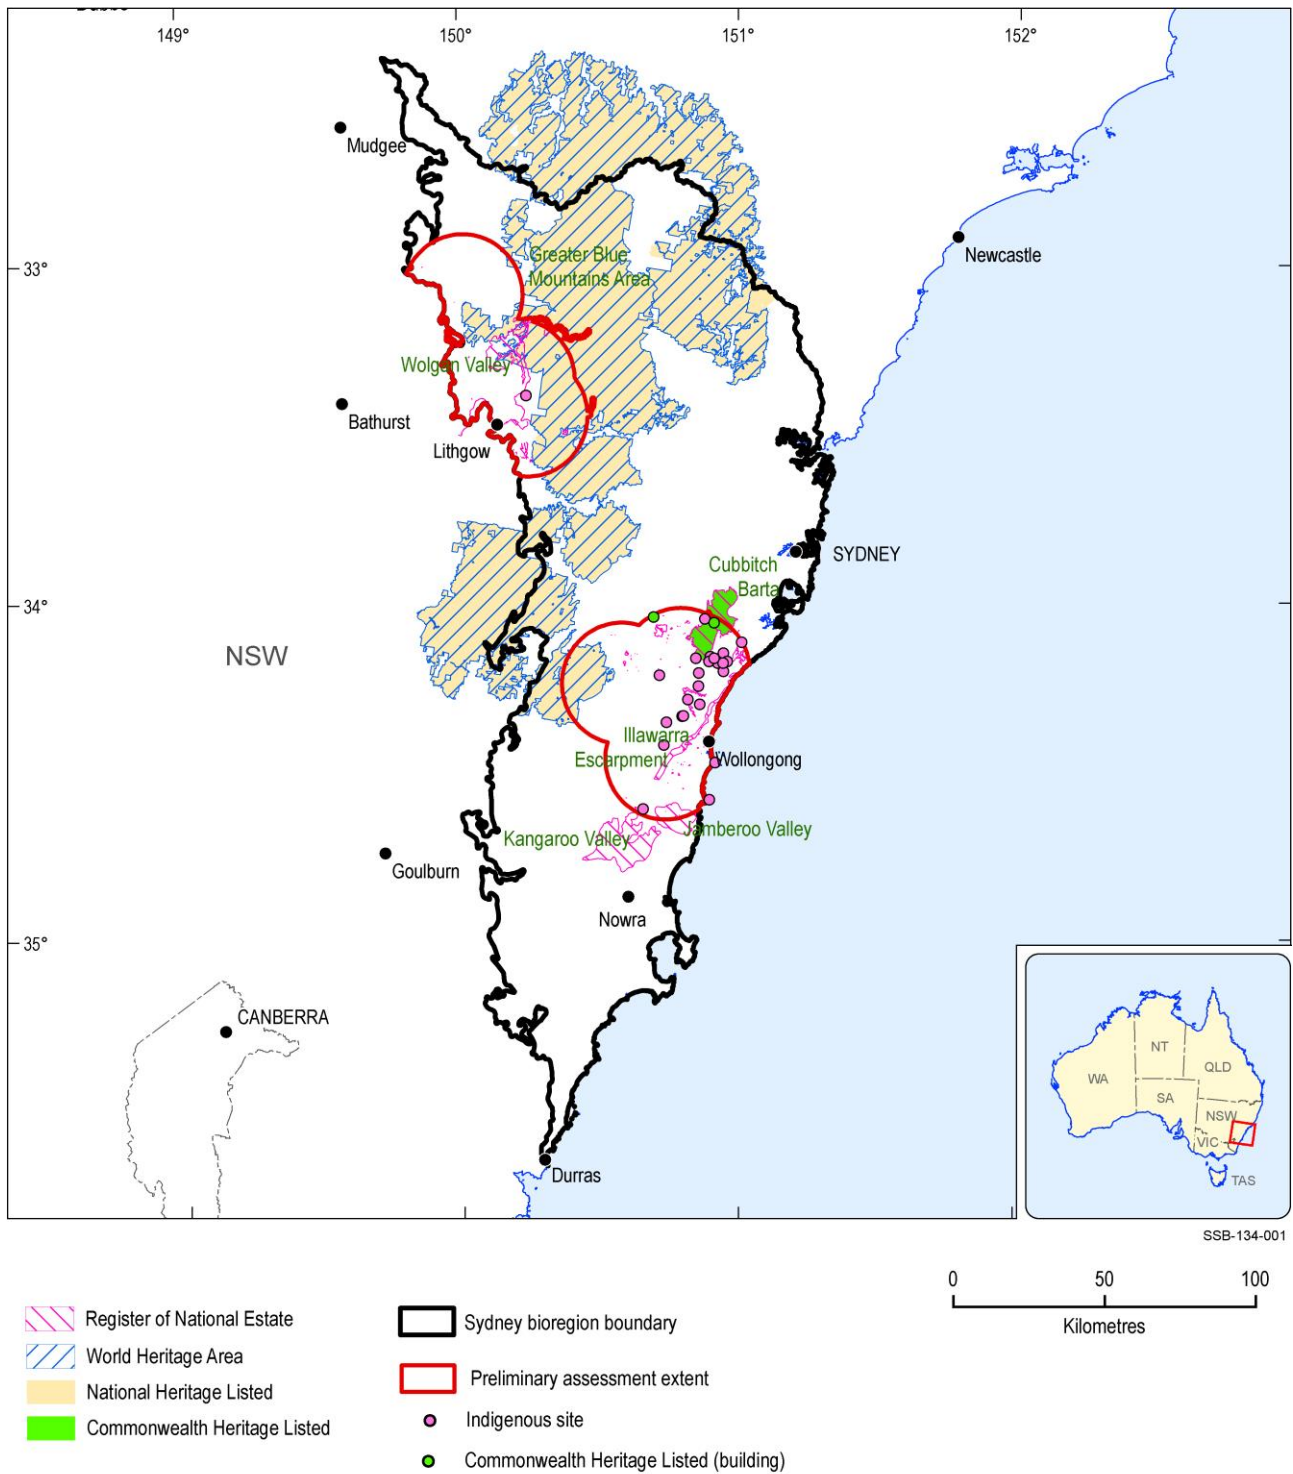 149°
150°
151°
152°
Mudgee
Newcastle
33°
Greater Blue
Mountains Area
Wolgan Valley
Bathurst
Lithgow
SYDNEY
Cubbitch
Barta
34°
NSW
Illawarra
Escarpment
Wollongong
Jamberoo Valley
Kangaroo Valley
Goulburn
Nowra
35°
CANBERRA
Durras
NT
WA
QLD
SA
NSW
VIC
TAS
SSB-134-001
0 50 100
Kilometres
Register of National Estate
World Heritage Area
National Heritage Listed
Commonwealth Heritage Listed
Sydney bioregion boundary
Preliminary assessment extent
Indigenous site
Commonwealth Heritage Listed (building)